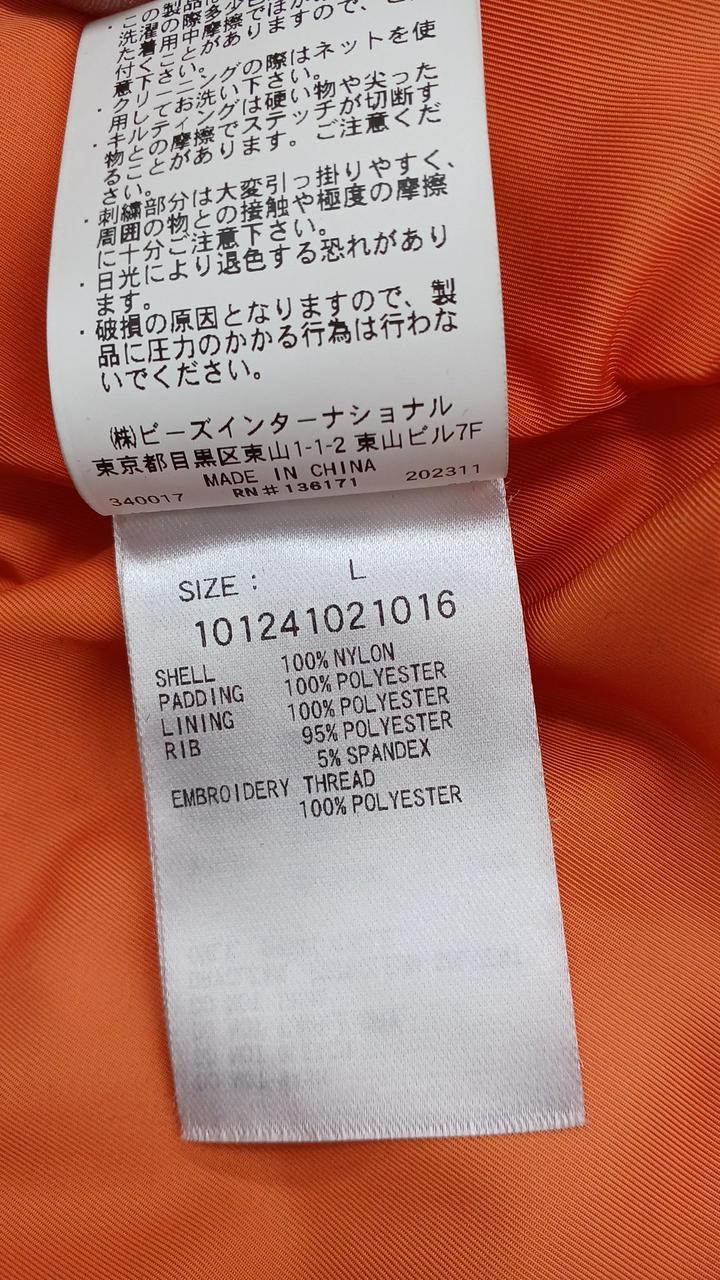 ・この製品は多少
洗濯の際
た着用中と摩擦で
付ください。
・クリーニングの際はネットを使
用してお洗い下さい。
・キルティングは硬い物や尖った
物との摩擦でステッチが切断す
ることがあります。ご注意くだ
さい。
・刺繍部分は大変引っ掛りやすく、
周囲の物との接触や極度の摩擦
に十分ご注意下さい。
・日光により退色する恐れがあり
ます。
・破損の原因となりますので、製
品に圧力のかかる行為は行わな
いでください。
㈱ビーズインターナショナル
東京都目黒区東山1-1-2 東山ビル7F
MADE IN CHINA
340017 RN#136171 202311
SIZE : L
101241021016
SHELL 100% NYLON
PADDING 100% POLYESTER
LINING 100% POLYESTER
RIB 95% POLYESTER
5% SPANDEX
EMBROIDERY THREAD
100% POLYESTER